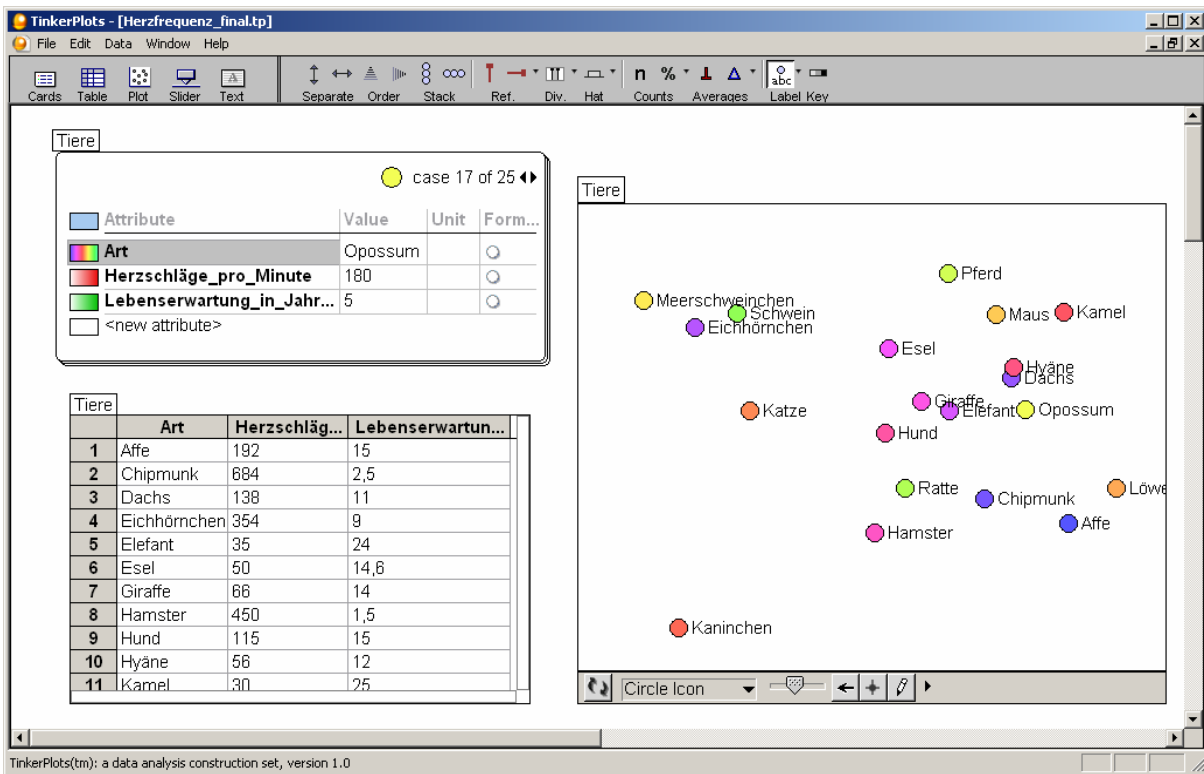 TinkerPlots - [Herzfrequenz_final.tp]
File Edit Data Window Help
Cards Table Plot Slider Text Separate Order Stack Ref. Div. Hat n % Counts Averages abc Label Key
Tiere
case 17 of 25
Attribute Value Unit Form...
Art Opossum
Herzschläge_pro_Minute 180
Lebenserwartung_in_Jahr... 5
<new attribute>
Tiere
Art Herzschläg... Lebenserwartun...
1 Affe 192 15
2 Chipmunk 684 2,5
3 Dachs 138 11
4 Eichhörnchen 354 9
5 Elefant 35 24
6 Esel 50 14,6
7 Giraffe 66 14
8 Hamster 450 1,5
9 Hund 115 15
10 Hyäne 56 12
11 Kamel 30 25
Tiere
Pferd
Meerschweinchen
Schwein
Maus
Kamel
Eichhörnchen
Esel
Hyäne
Dachs
Giraffe
Katze
Elefant
Opossum
Hund
Ratte
Chipmunk
Löwe
Affe
Hamster
Kaninchen
Circle Icon
TinkerPlots(tm): a data analysis construction set, version 1.0